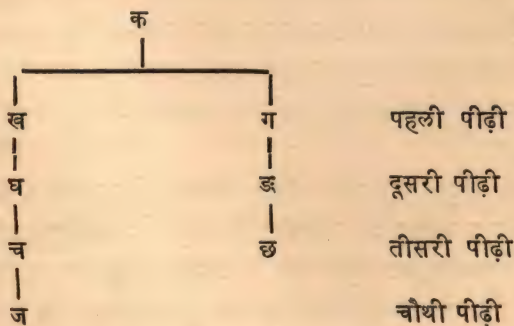 क
ख ग पहली पीढ़ी
घ ङ दूसरी पीढ़ी
च छ तीसरी पीढ़ी
ज चौथी पीढ़ी